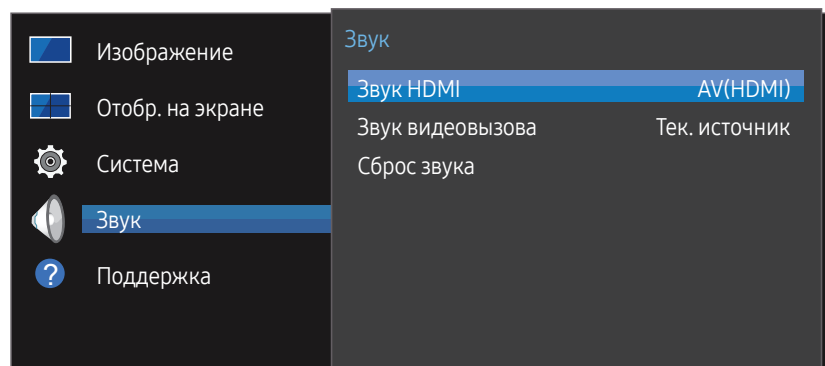 Изображение
Отобр. на экране
Система
Звук
Поддержка
Звук
Звук HDMI AV(HDMI)
Звук видеовызова Тек. источник
Сброс звука